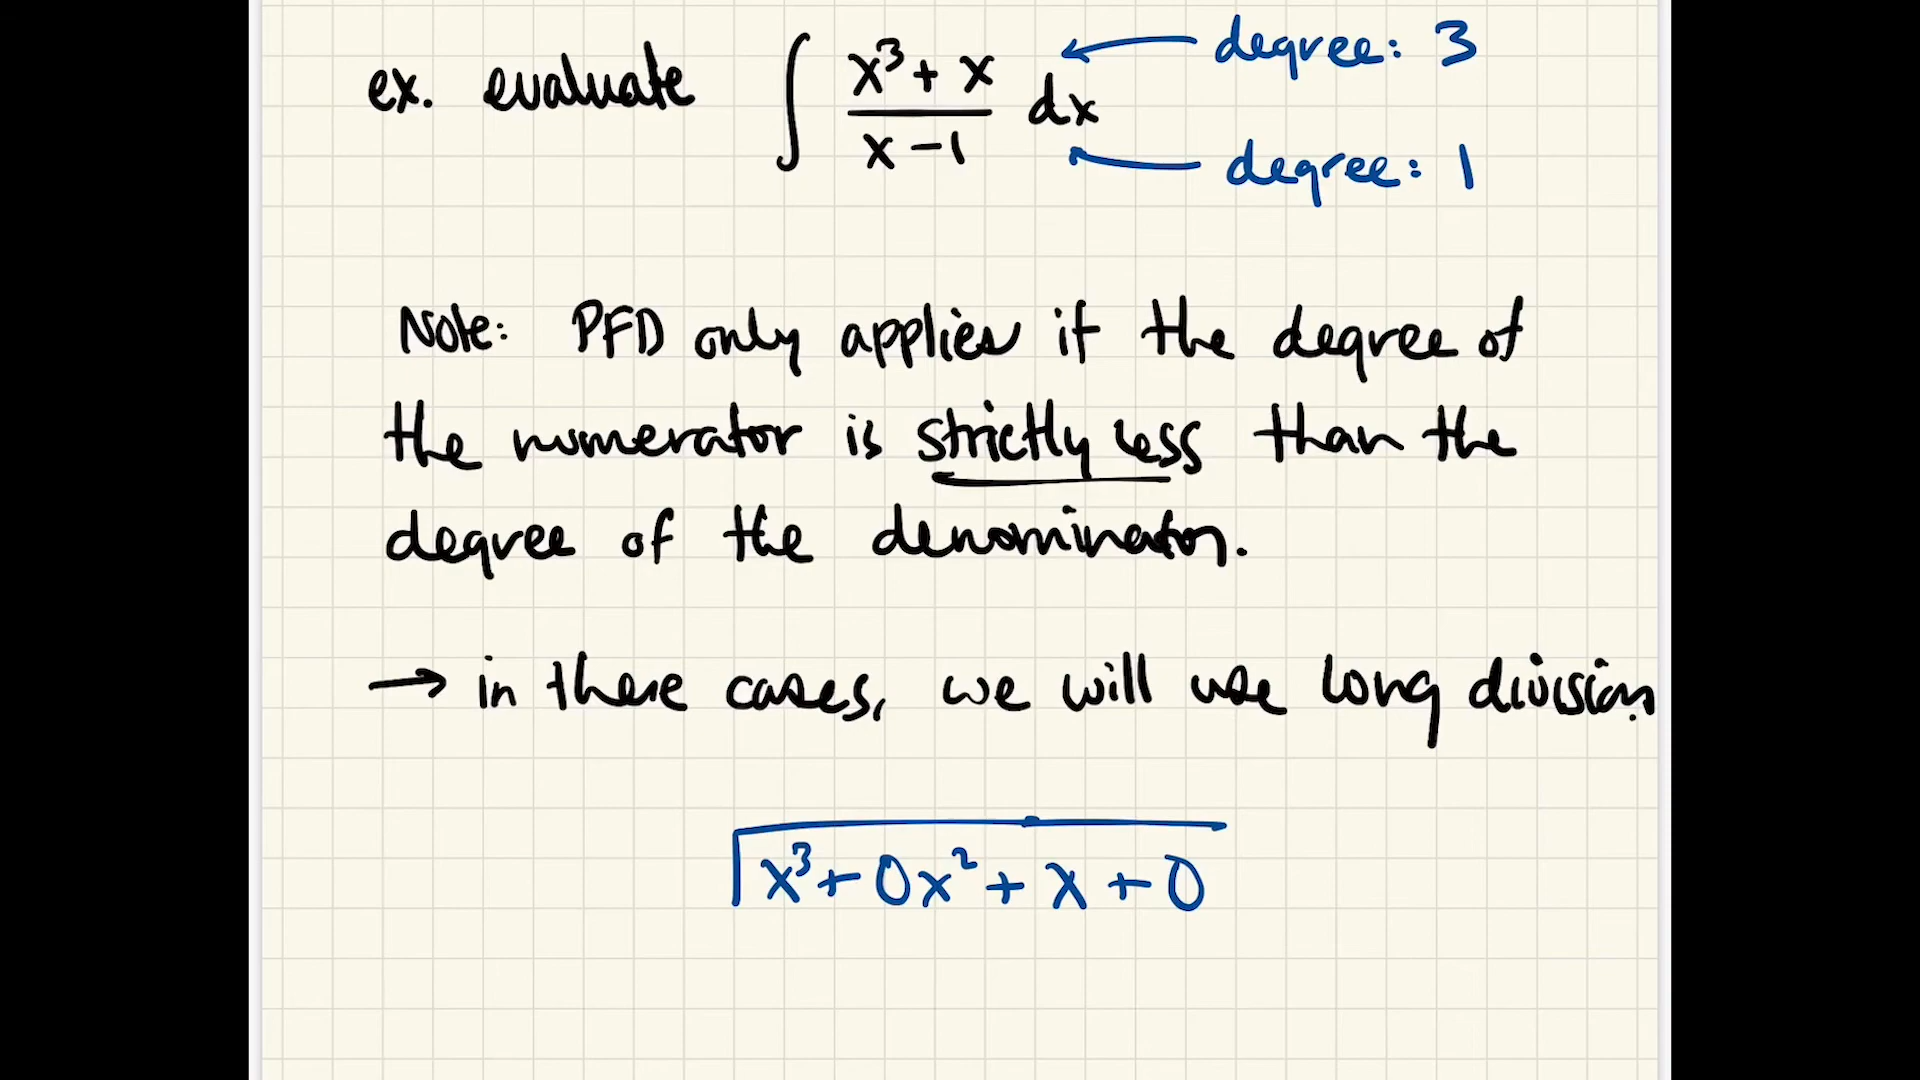 degree: 3
ex. evaluate ∫ (x³ + x)/(x - 1) dx
degree: 1
Note: PFD only applies if the degree of
the numerator is strictly less than the
degree of the denominator.
→ in these cases, we will use long division.
x³ + 0x² + x + 0